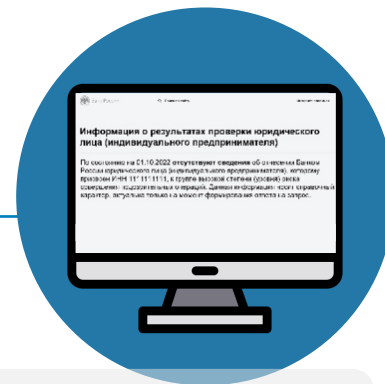 Информация о результатах проверки юридического
лица (индивидуального предпринимателя)
По состоянию на 01.10.2022 отсутствуют сведения об отнесении Банком
России юридического лица (индивидуального предпринимателя), которому
присвоен ИНН 1111111111, к группе высокой степени (уровня) риска
совершения подозрительных операций. Данная информация носит справочный
характер, актуальна только на момент формирования ответа на запрос.